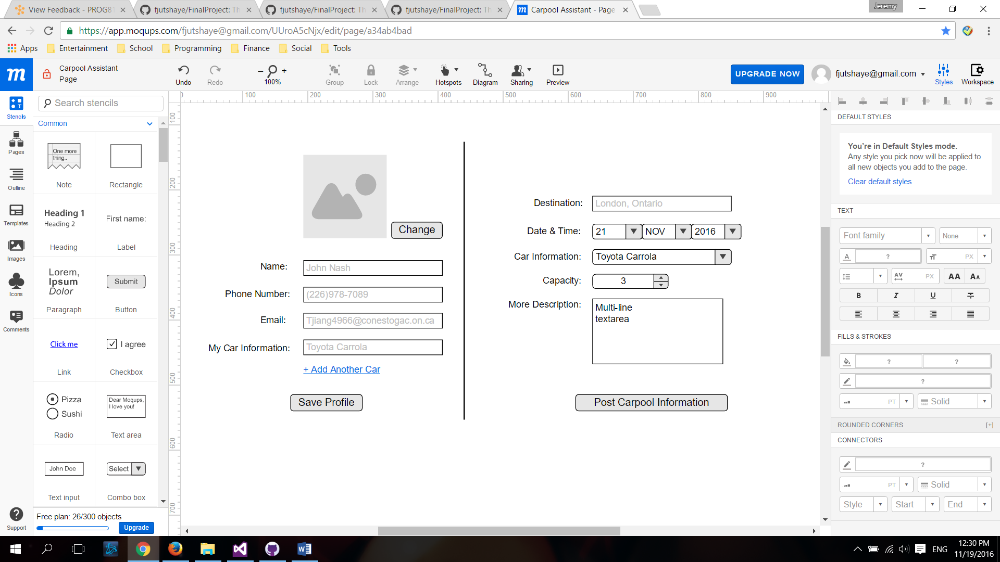 View Feedback - PROG81
fjutshaye/FinalProject: Th
fjutshaye/FinalProject: Th
fjutshaye/FinalProject: Th
Carpool Assistant - Page
Jeremy
https://app.moqups.com/fjutshaye@gmail.com/UUroA5cNjx/edit/page/a34ab4bad
Apps
Entertainment
School
Programming
Finance
Social
Tools
m
Carpool Assistant
Page
Undo
Redo
– +
100%
Group
Lock
Arrange
Hotspots
Diagram
Sharing
Preview
UPGRADE NOW
fjutshaye@gmail.com
Styles
Workspace
Stencils
Pages
Outline
Templates
Images
Icons
Comments
Support
Search stencils
Common
One more
thing..
Note
Rectangle
Heading 1
Heading 2
Heading
First name:
Label
Lorem,
Ipsum
Dolor
Paragraph
Submit
Button
Click me
Link
I agree
Checkbox
Pizza
Sushi
Radio
Dear Moqups,
I love you!
Text area
John Doe
Text input
Select
Combo box
Free plan: 26/300 objects
Upgrade
0 100 200 300 400 500 600 700 800 900
100
200
300
400
500
600
700
Change
Name:
John Nash
Phone Number:
(226)978-7089
Email:
Tjiang4966@conestogac.on.ca
My Car Information:
Toyota Carrola
+ Add Another Car
Save Profile
Destination:
London, Ontario
Date & Time:
21
NOV
2016
Car Information:
Toyota Carrola
Capacity:
3
More Description:
Multi-line
textarea
Post Carpool Information
DEFAULT STYLES
You're in Default Styles mode.
Any style you pick now will be applied to
all new objects you add to the page.
Clear default styles
TEXT
Font family
None
A ?
TT PX
AV PX
AA AA
B I U T
FILLS & STROKES
? ?
?
PT
Solid
ROUNDED CORNERS [+]
CONNECTORS
?
PT
Solid
Style
Start
End
ENG
12:30 PM
11/19/2016